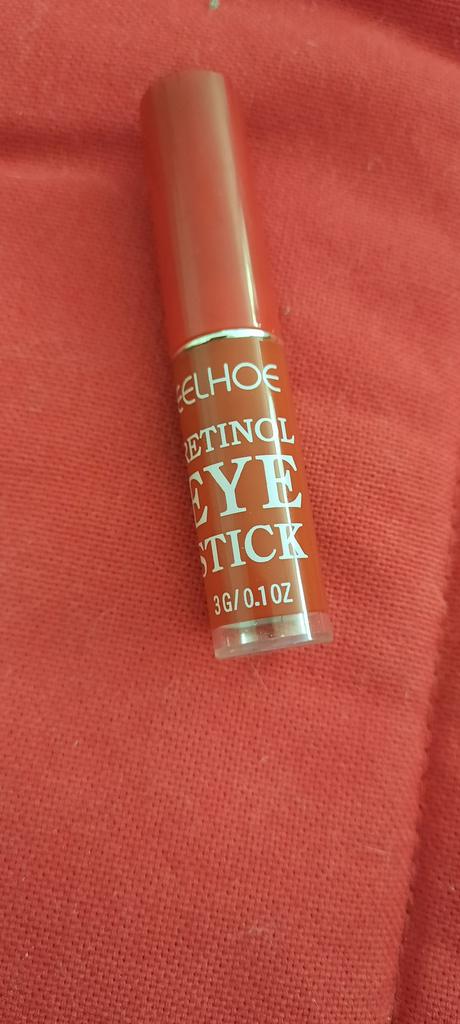 EELHOE
RETINOL
EYE
STICK
3G/0.1OZ